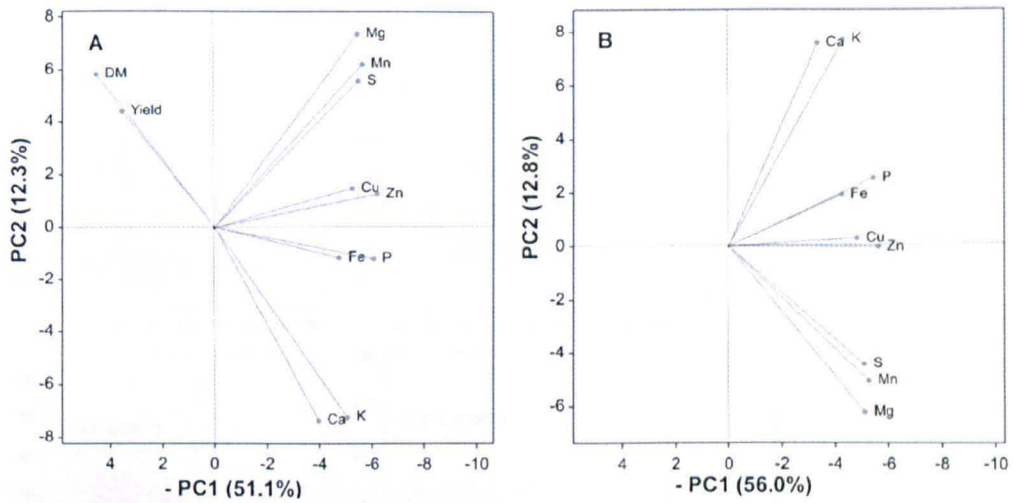 A
8
6
4
2
0
-2
-4
-6
-8
PC2 (12.3%)
DM
Yield
Mg
Mn
S
Cu
Zn
Fe
P
Ca
K
4
0
-2
-4
-6
-8
-10
- PC1 (51.1%)
B
8
6
4
2
0
-2
-4
-6
PC2 (12.8%)
Ca
K
P
Fe
Cu
Zn
S
Mn
Mg
4
2
0
-2
-4
-6
-8
-10
- PC1 (56.0%)